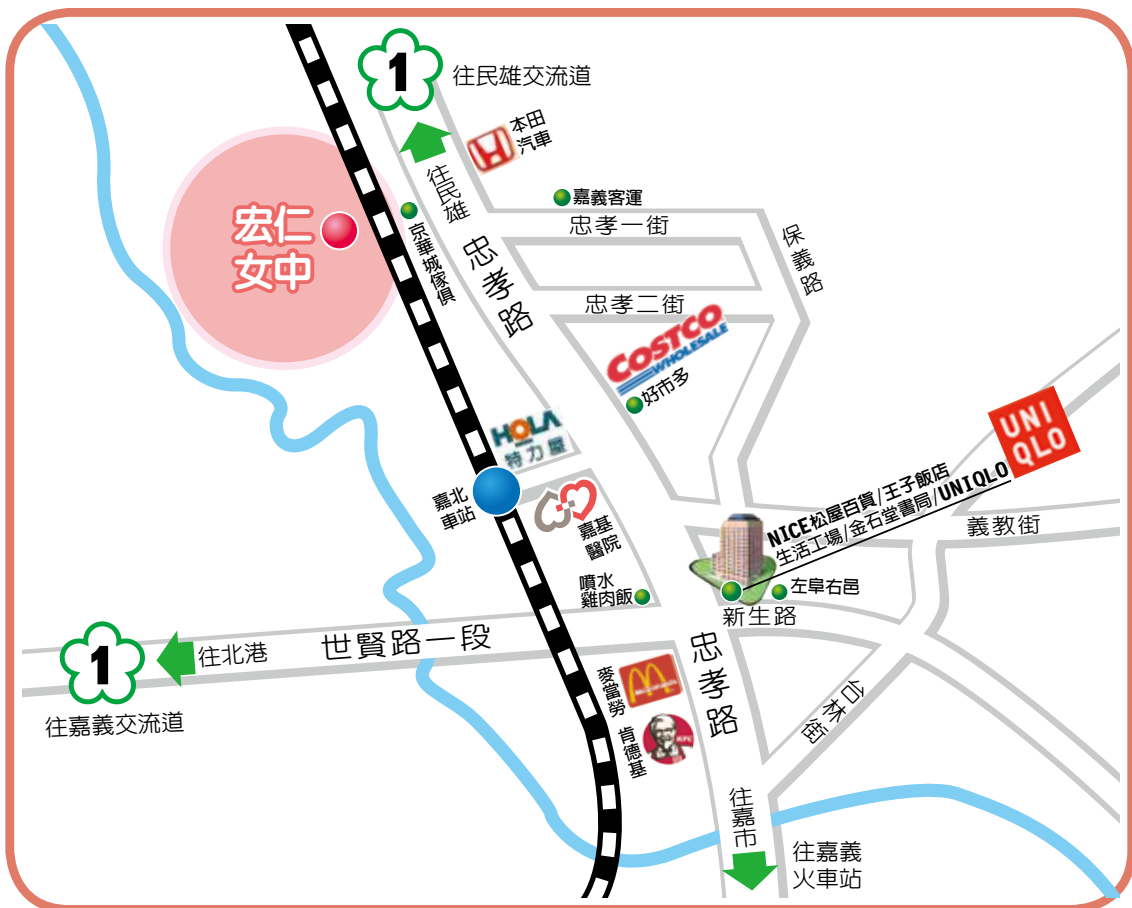 1
往民雄交流道
本田
汽車
往民雄
嘉義客運
忠孝一街
保義路
宏仁
女中
京華城傢俱
忠孝路
忠孝二街
COSTCO
WHOLESALE
好市多
HOLA
特力屋
UNI
QLO
嘉北
車站
嘉基
醫院
NICE松屋百貨/王子飯店
生活工場/金石堂書局/UNIQLO
義教街
噴水
雞肉飯
左阜右邑
新生路
世賢路一段
1
往北港
往嘉義交流道
忠孝路
麥當勞
肯德基
KFC
台林街
往嘉市
往嘉義
火車站